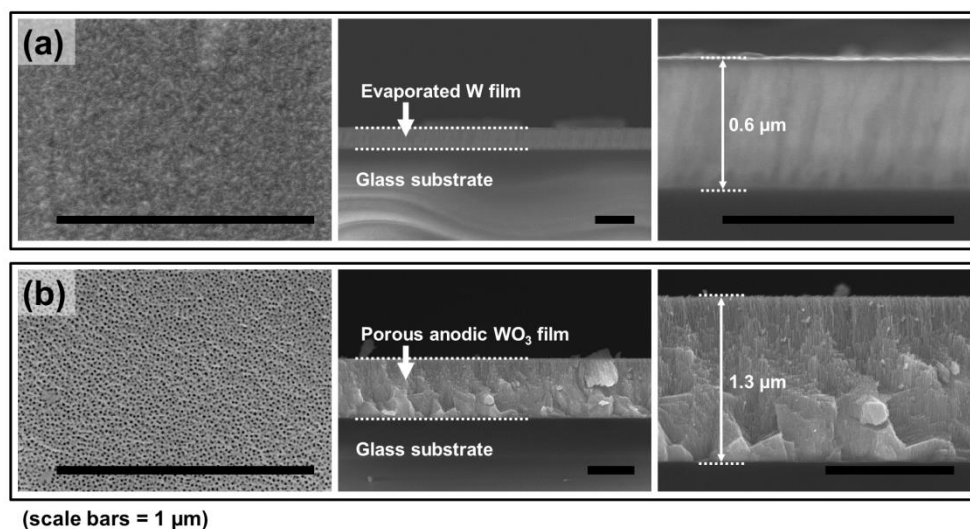 (a)
Evaporated W film
Glass substrate
0.6 μm
(b)
Porous anodic WO₃ film
Glass substrate
1.3 μm
(scale bars = 1 μm)